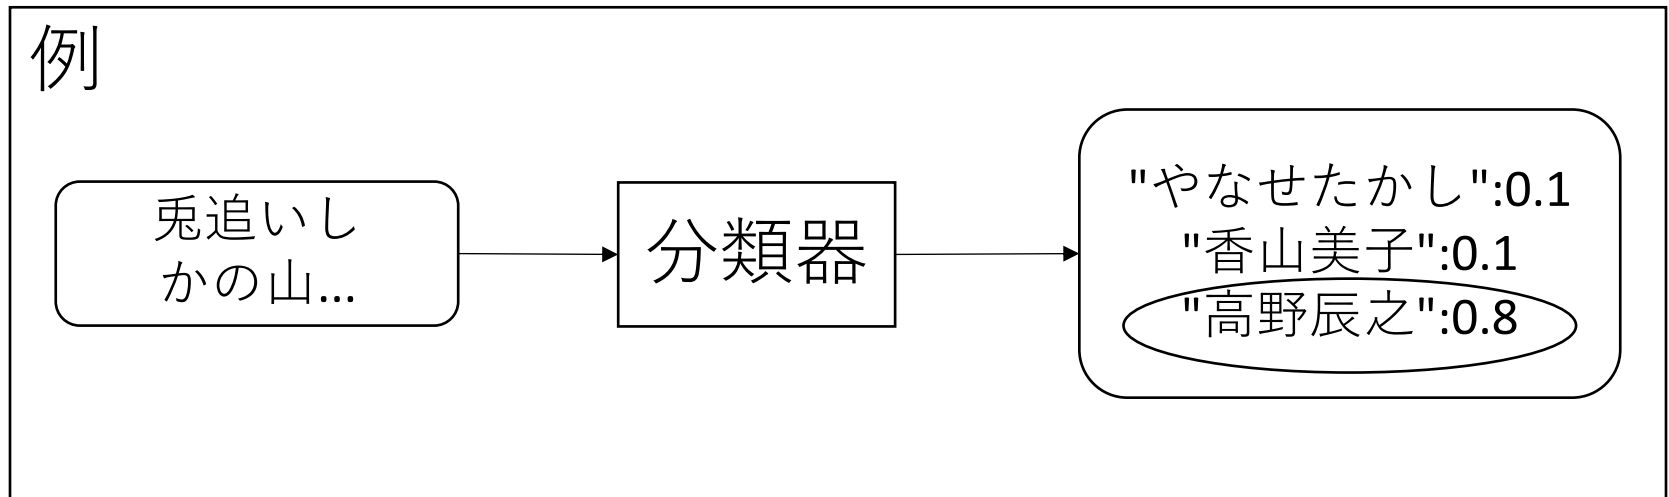 例
兎追いし
かの山…
分類器
"やなせたかし":0.1
"香山美子":0.1
"高野辰之":0.8